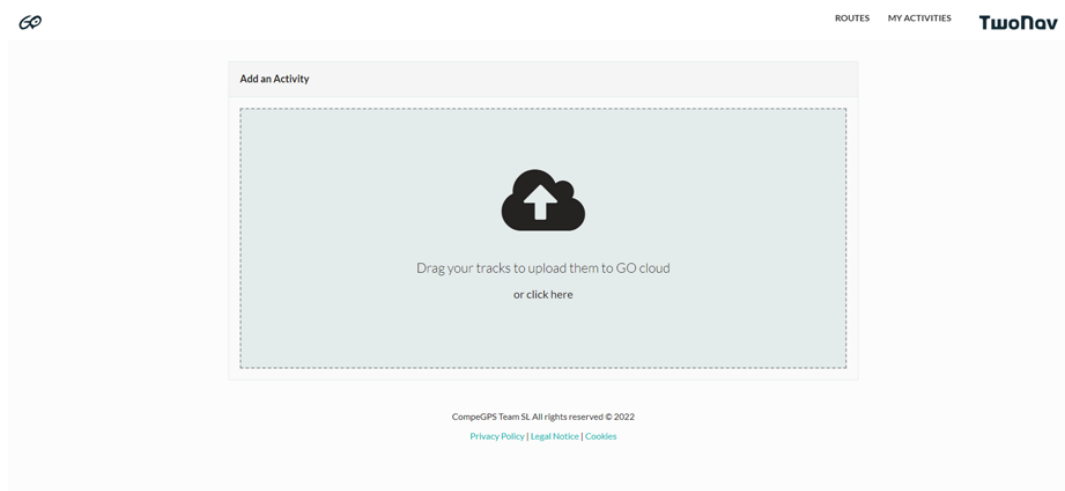 GO
ROUTES MY ACTIVITIES TwoNav
Add an Activity
Drag your tracks to upload them to GO cloud
or click here
CompeGPS Team SL All rights reserved © 2022
Privacy Policy | Legal Notice | Cookies